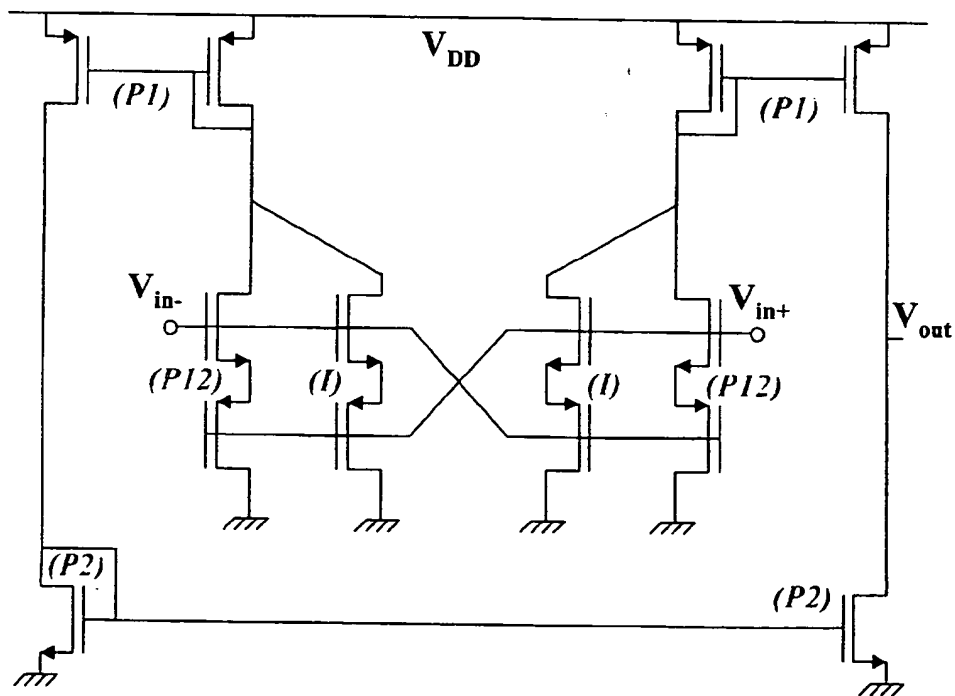 V_DD
(P1)
(P1)
V_in-
V_in+
V_out
(P12)
(I)
(I)
(P12)
(P2)
(P2)